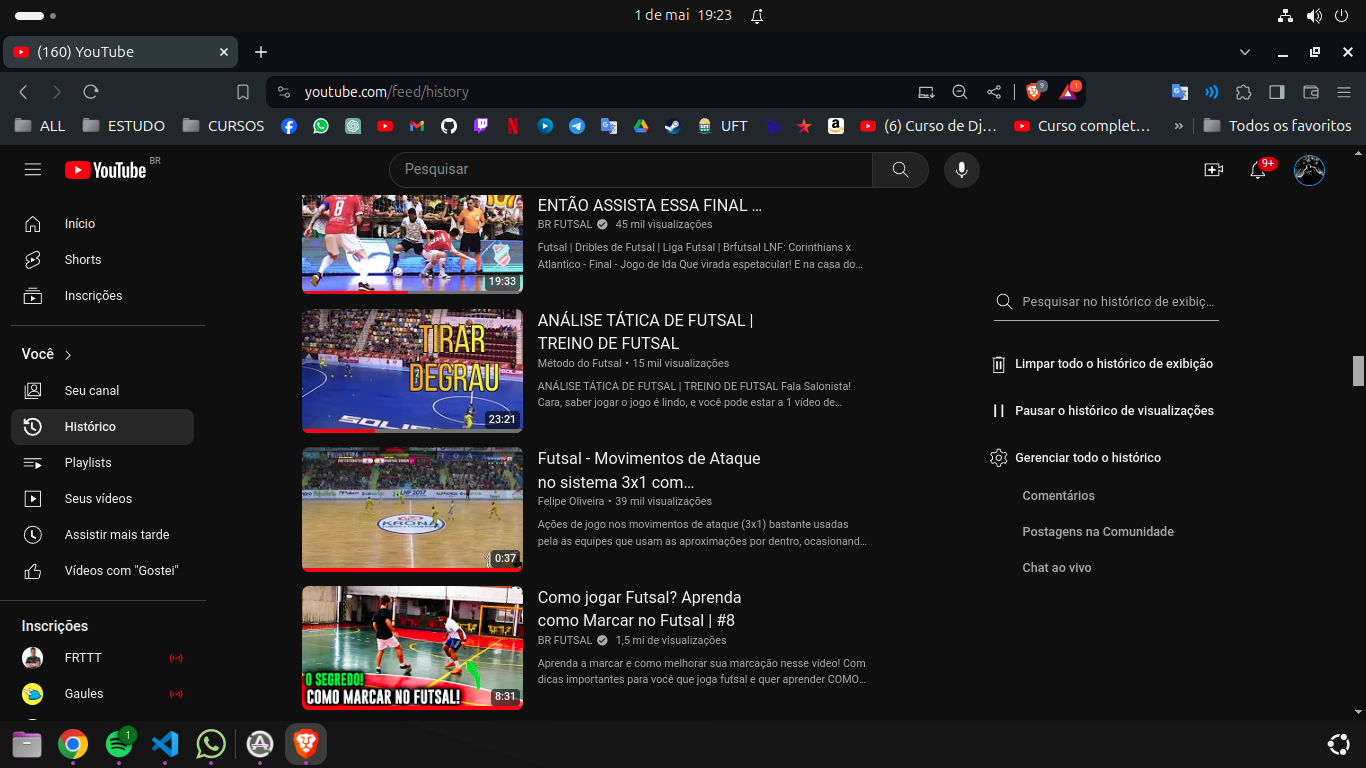 1 de mai 19:23
(160) YouTube
youtube.com/feed/history
9
1
ALL
ESTUDO
CURSOS
UFT
(6) Curso de Dj…
Curso complet…
»
Todos os favoritos
YouTube BR
Pesquisar
9+
Início
Shorts
Inscrições
Você
Seu canal
Histórico
Playlists
Seus vídeos
Assistir mais tarde
Vídeos com "Gostei"
Inscrições
FRTTT
Gaules
8
19:33
ENTÃO ASSISTA ESSA FINAL …
BR FUTSAL 45 mil visualizações
Futsal | Dribles de Futsal | Liga Futsal | Brfutsal LNF: Corinthians x
Atlantico - Final - Jogo de Ida Que virada espetacular! E na casa do…
TIRAR
DEGRAU
23:21
ANÁLISE TÁTICA DE FUTSAL |
TREINO DE FUTSAL
Método do Futsal • 15 mil visualizações
ANÁLISE TÁTICA DE FUTSAL | TREINO DE FUTSAL Fala Salonista!
Cara, saber jogar o jogo é lindo, e você pode estar a 1 vídeo de…
KRONA
0:37
Futsal - Movimentos de Ataque
no sistema 3x1 com…
Felipe Oliveira • 39 mil visualizações
Ações de jogo nos movimentos de ataque (3x1) bastante usadas
pela as equipes que usam as aproximações por dentro, ocasionand…
O SEGREDO!
COMO MARCAR NO FUTSAL!
8:31
Como jogar Futsal? Aprenda
como Marcar no Futsal | #8
BR FUTSAL 1,5 mi de visualizações
Aprenda a marcar e como melhorar sua marcação nesse vídeo! Com
dicas importantes para você que joga futsal e quer aprender COMO…
Pesquisar no histórico de exibiç…
Limpar todo o histórico de exibição
Pausar o histórico de visualizações
Gerenciar todo o histórico
Comentários
Postagens na Comunidade
Chat ao vivo
1